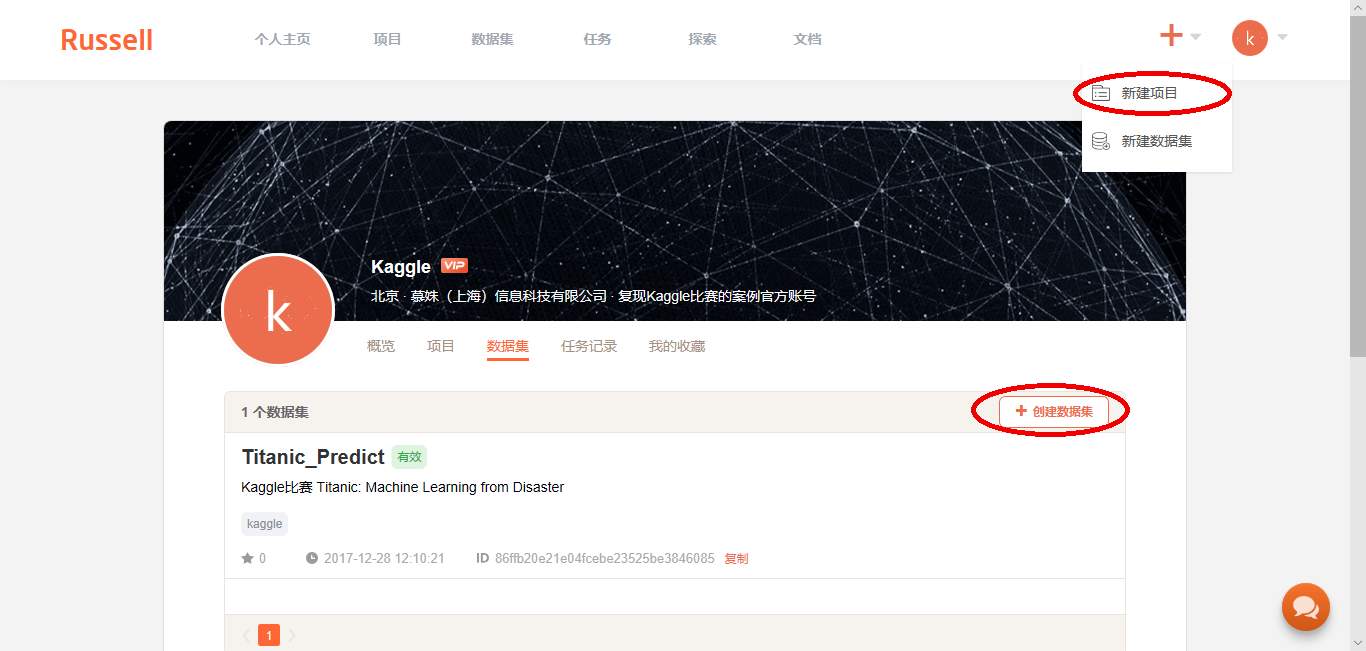 Russell 个人主页 项目 数据集 任务 探索 文档 k
新建项目
新建数据集
Kaggle VIP
北京 · 慕姝（上海）信息科技有限公司 · 复现Kaggle比赛的案例官方账号
k
概览 项目 数据集 任务记录 我的收藏
1 个数据集 创建数据集
Titanic_Predict 有效
Kaggle比赛 Titanic: Machine Learning from Disaster
kaggle
0 2017-12-28 12:10:21 ID 86ffb20e21e04fcebe23525be3846085 复制
1